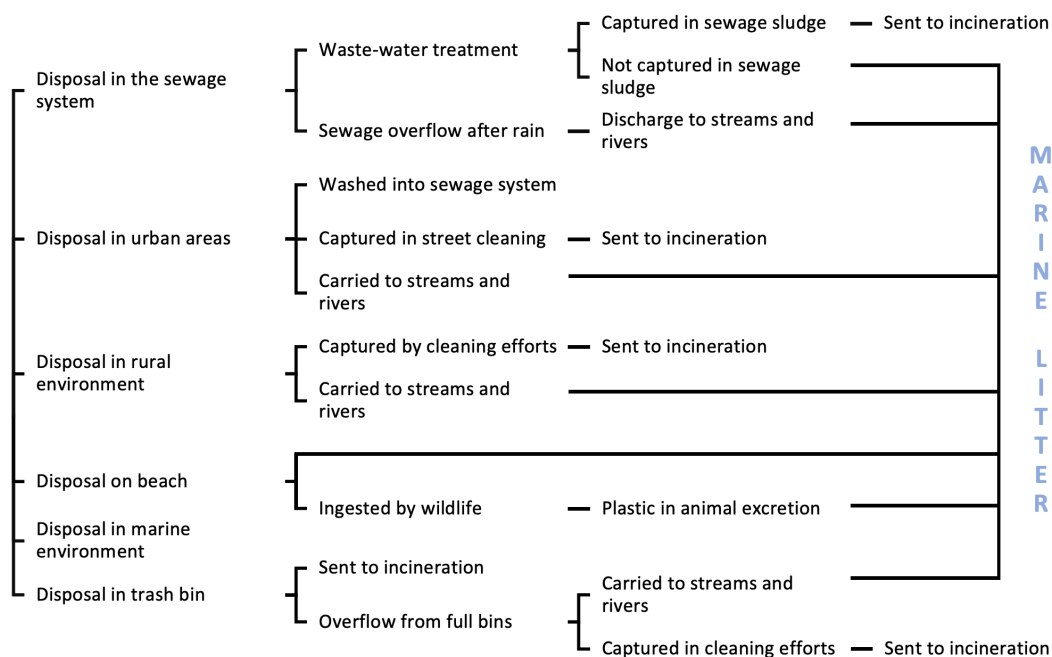 Disposal in the sewage
system
Waste-water treatment
Captured in sewage sludge
Sent to incineration
Not captured in sewage
sludge
Sewage overflow after rain
Discharge to streams and
rivers
Disposal in urban areas
Washed into sewage system
Captured in street cleaning
Sent to incineration
Carried to streams and
rivers
Disposal in rural
environment
Captured by cleaning efforts
Sent to incineration
Carried to streams and
rivers
Disposal on beach
Ingested by wildlife
Plastic in animal excretion
Disposal in marine
environment
Disposal in trash bin
Sent to incineration
Overflow from full bins
Carried to streams and
rivers
Captured in cleaning efforts
Sent to incineration
MARINE LITTER